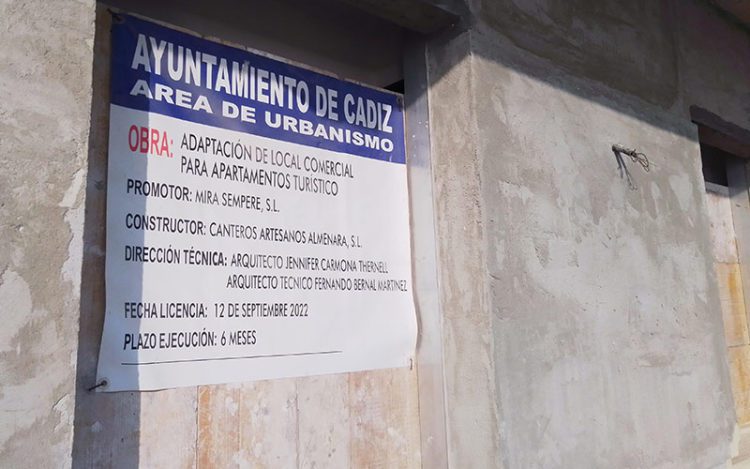 AYUNTAMIENTO DE CADIZ
AREA DE URBANISMO
OBRA: ADAPTACIÓN DE LOCAL COMERCIAL
PARA APARTAMENTOS TURÍSTICO
PROMOTOR: MIRA SEMPERE, S.L.
CONSTRUCTOR: CANTEROS ARTESANOS ALMENARA, S.L.
DIRECCIÓN TÉCNICA: ARQUITECTO JENNIFER CARMONA THERNELL
ARQUITECTO TECNICO FERNANDO BERNAL MARTINEZ
FECHA LICENCIA: 12 DE SEPTIEMBRE 2022
PLAZO EJECUCIÓN: 6 MESES